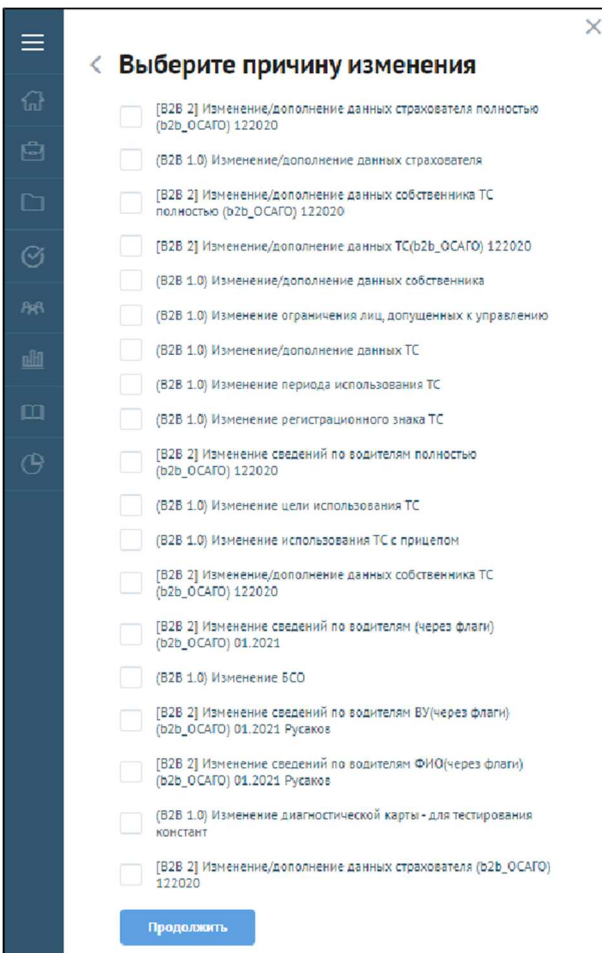 Выберите причину изменения
[B2B 2] Изменение/дополнение данных страхователя полностью
(b2b_ОСАГО) 122020
(B2B 1.0) Изменение/дополнение данных страхователя
[B2B 2] Изменение/дополнение данных собственника ТС
полностью (b2b_ОСАГО) 122020
[B2B 2] Изменение/дополнение данных ТС(b2b_ОСАГО) 122020
(B2B 1.0) Изменение/дополнение данных собственника
(B2B 1.0) Изменение ограничения лиц, допущенных к управлению
(B2B 1.0) Изменение/дополнение данных ТС
(B2B 1.0) Изменение периода использования ТС
(B2B 1.0) Изменение регистрационного знака ТС
[B2B 2] Изменение сведений по водителям полностью
(b2b_ОСАГО) 122020
(B2B 1.0) Изменение цели использования ТС
(B2B 1.0) Изменение использования ТС с прицепом
[B2B 2] Изменение/дополнение данных собственника ТС
(b2b_ОСАГО) 122020
[B2B 2] Изменение сведений по водителям (через флаги)
(b2b_ОСАГО) 01.2021
(B2B 1.0) Изменение БСО
[B2B 2] Изменение сведений по водителям ВУ(через флаги)
(b2b_ОСАГО) 01.2021 Русаков
[B2B 2] Изменение сведений по водителям ФИО(через флаги)
(b2b_ОСАГО) 01.2021 Русаков
(B2B 1.0) Изменение диагностической карты - для тестирования
констант
[B2B 2] Изменение/дополнение данных страхователя (b2b_ОСАГО)
122020
Продолжить